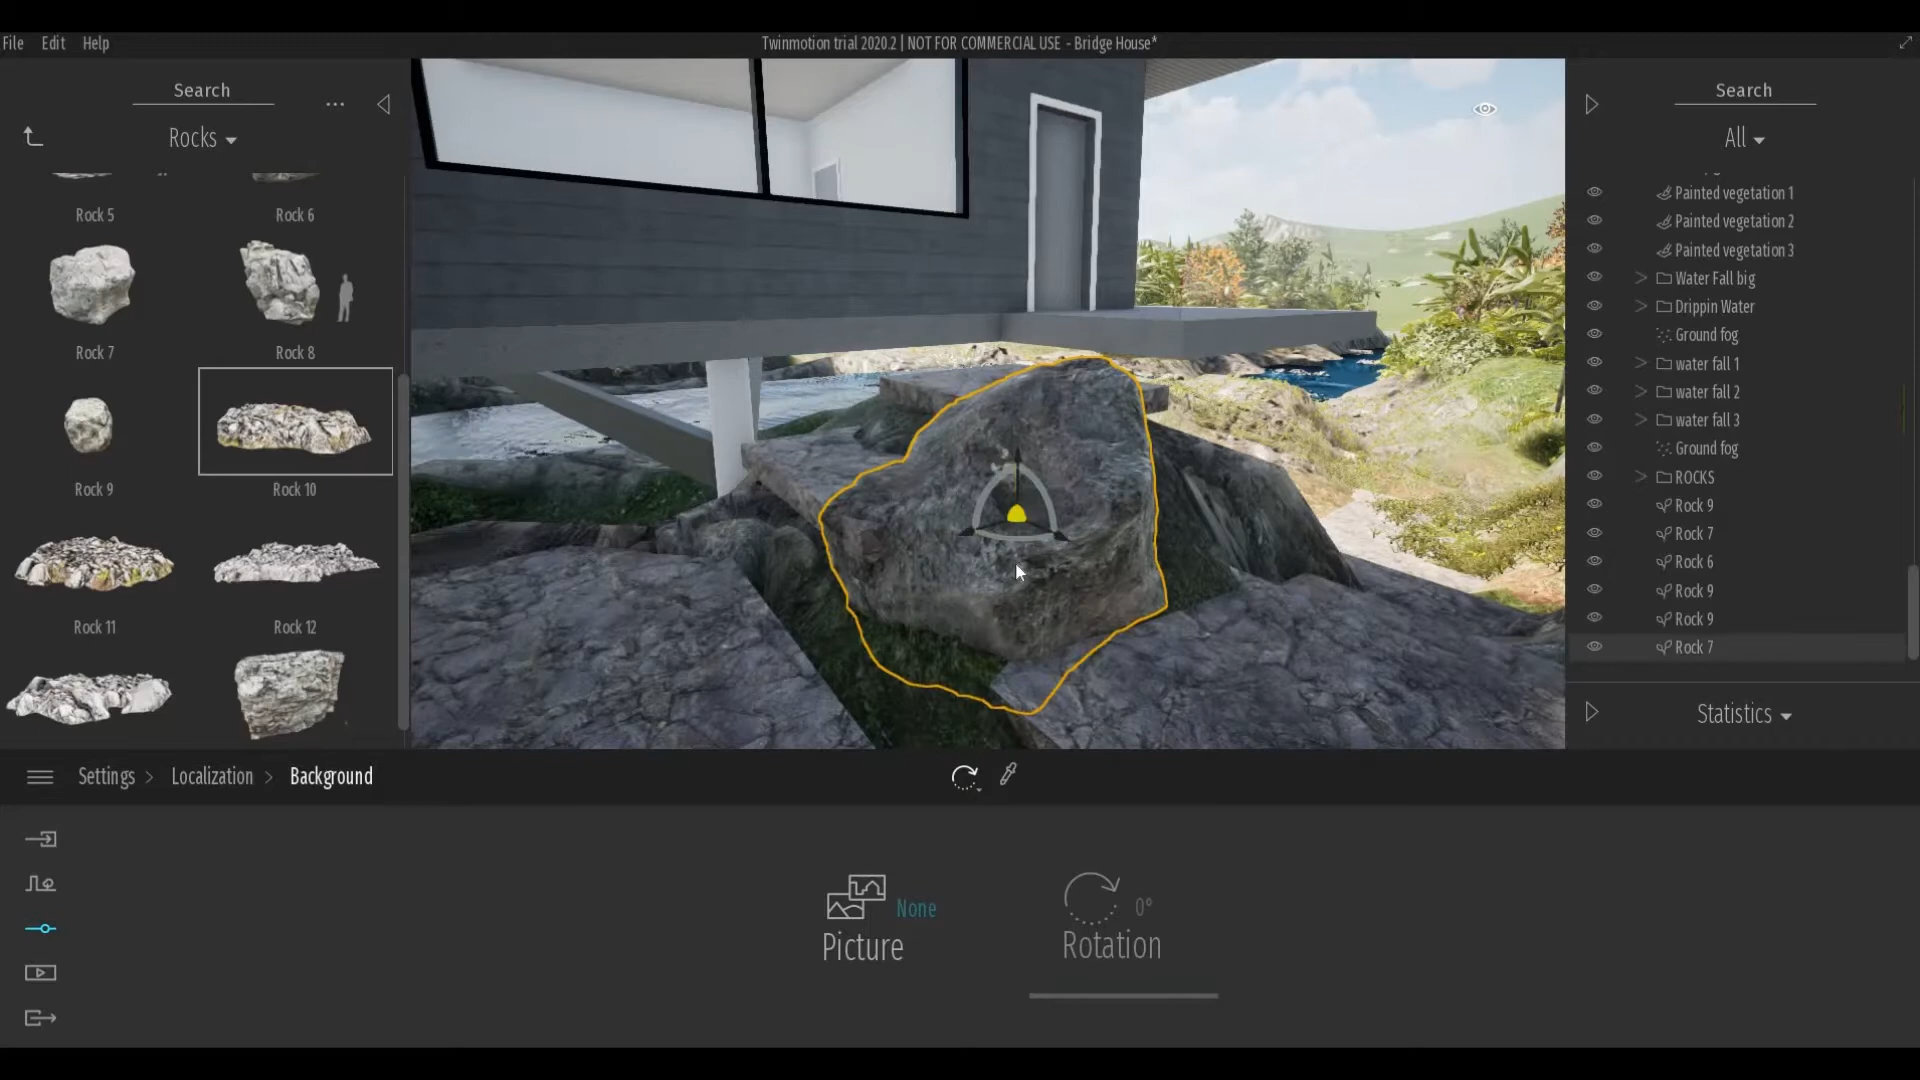 File Edit Help
Twinmotion trial 2020.2 | NOT FOR COMMERCIAL USE - Bridge House*
Search
...
Rocks
Rock 5
Rock 6
Rock 7
Rock 8
Rock 9
Rock 10
Rock 11
Rock 12
Search
All
Painted vegetation 1
Painted vegetation 2
Painted vegetation 3
> Water Fall big
> Drippin Water
Ground fog
> water fall 1
> water fall 2
> water fall 3
Ground fog
> ROCKS
Rock 9
Rock 7
Rock 6
Rock 9
Rock 9
Rock 7
Statistics
Settings > Localization > Background
None
Picture
0°
Rotation